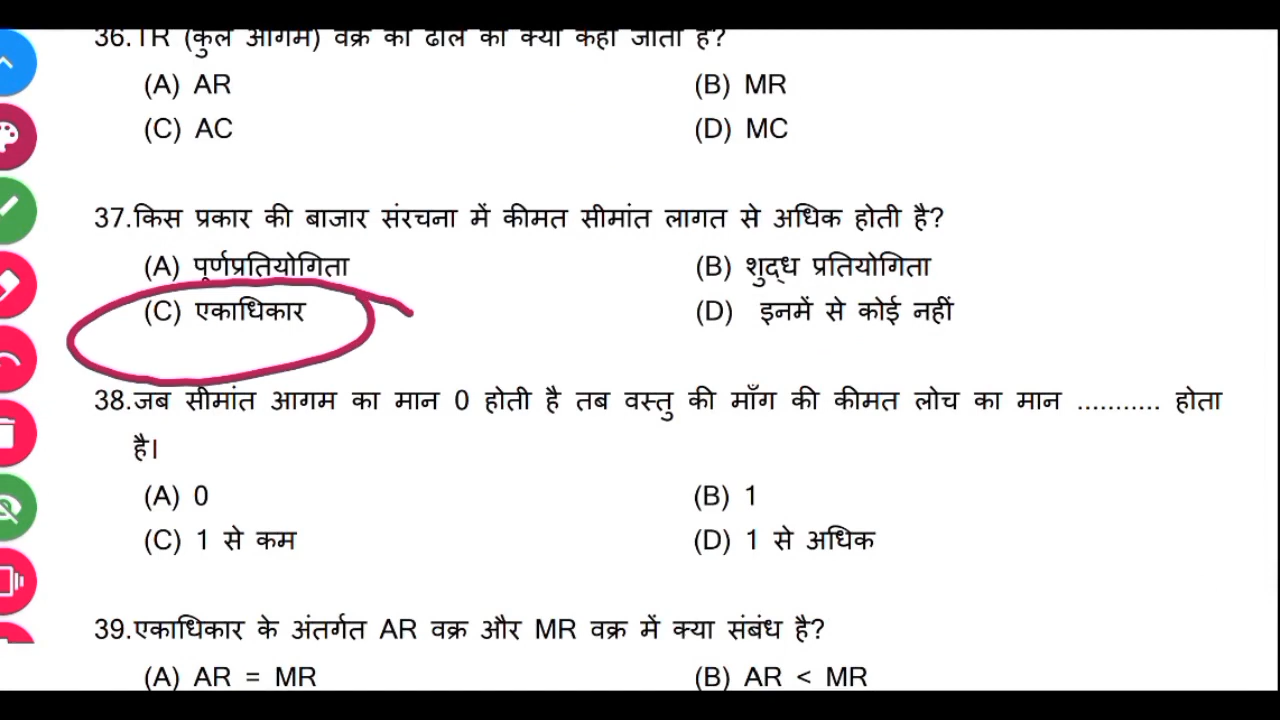 36.TR (कुल आगम) वक्र की ढाल को क्या कहा जाता है?
(A) AR (B) MR
(C) AC (D) MC
37.किस प्रकार की बाजार संरचना में कीमत सीमांत लागत से अधिक होती है?
(A) पूर्णप्रतियोगिता (B) शुद्ध प्रतियोगिता
(C) एकाधिकार (D) इनमें से कोई नहीं
38.जब सीमांत आगम का मान 0 होती है तब वस्तु की माँग की कीमत लोच का मान ........... होता
है।
(A) 0 (B) 1
(C) 1 से कम (D) 1 से अधिक
39.एकाधिकार के अंतर्गत AR वक्र और MR वक्र में क्या संबंध है?
(A) AR = MR (B) AR < MR